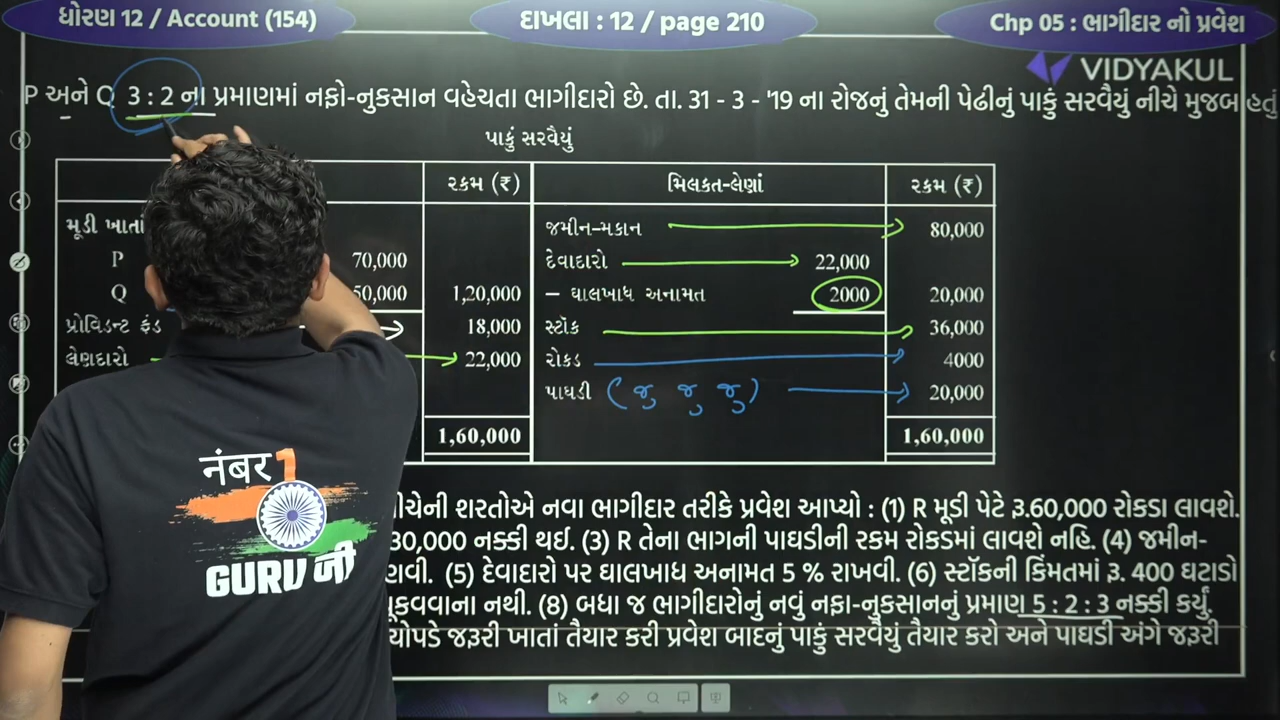 ધોરણ 12 / Account (154)
દાખલા : 12 / page 210
Chp 05 : ભાગીદાર નો પ્રવેશ
VIDYAKUL
P અને Q 3 : 2 ના પ્રમાણમાં નફો-નુકસાન વહેચતા ભાગીદારો છે. તા. 31 - 3 - '19 ના રોજનું તેમની પેઢીનું પાકું સરવૈયું નીચે મુજબ હતું
પાકું સરવૈયું
રકમ (₹) મિલકત-લેણાં રકમ (₹)
મૂડી ખાતાં જમીન-મકાન 80,000
P 70,000 દેવાદારો 22,000
Q 50,000 1,20,000 – ઘાલખાધ અનામત 2000 20,000
પ્રોવિડન્ટ ફંડ 18,000 સ્ટૉક 36,000
લેણદારો 22,000 રોકડ 4000
પાઘડી ( જુ જુ જુ ) 20,000
1,60,000 1,60,000
નીચેની શરતોએ નવા ભાગીદાર તરીકે પ્રવેશ આપ્યો : (1) R મૂડી પેટે રૂ.60,000 રોકડા લાવશે.
30,000 નક્કી થઈ. (3) R તેના ભાગની પાઘડીની રકમ રોકડમાં લાવશે નહિ. (4) જમીન-
(5) દેવાદારો પર ઘાલખાધ અનામત 5 % રાખવી. (6) સ્ટૉકની કિંમતમાં રૂ. 400 ઘટાડો
ચૂકવવાના નથી. (8) બધા જ ભાગીદારોનું નવું નફા-નુકસાનનું પ્રમાણ 5 : 2 : 3 નક્કી કર્યું.
ચોપડે જરૂરી ખાતાં તૈયાર કરી પ્રવેશ બાદનું પાકું સરવૈયું તૈયાર કરો અને પાઘડી અંગે જરૂરી
नंबर 1
GURU जी